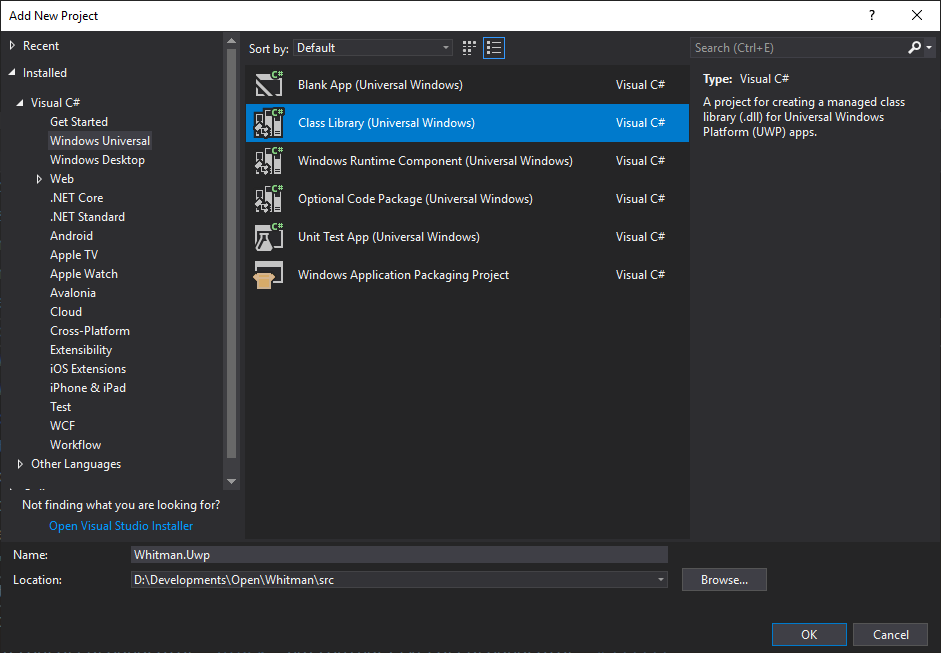 Add New Project
?
Recent
Installed
Visual C#
Get Started
Windows Universal
Windows Desktop
Web
.NET Core
.NET Standard
Android
Apple TV
Apple Watch
Avalonia
Cloud
Cross-Platform
Extensibility
iOS Extensions
iPhone & iPad
Test
WCF
Workflow
Other Languages
Not finding what you are looking for?
Open Visual Studio Installer
Sort by: Default
C# Blank App (Universal Windows) Visual C#
C# Class Library (Universal Windows) Visual C#
C# Windows Runtime Component (Universal Windows) Visual C#
C# Optional Code Package (Universal Windows) Visual C#
C# Unit Test App (Universal Windows) Visual C#
Windows Application Packaging Project Visual C#
Search (Ctrl+E)
Type: Visual C#
A project for creating a managed class
library (.dll) for Universal Windows
Platform (UWP) apps.
Name: Whitman.Uwp
Location: D:\Developments\Open\Whitman\src
Browse...
OK Cancel